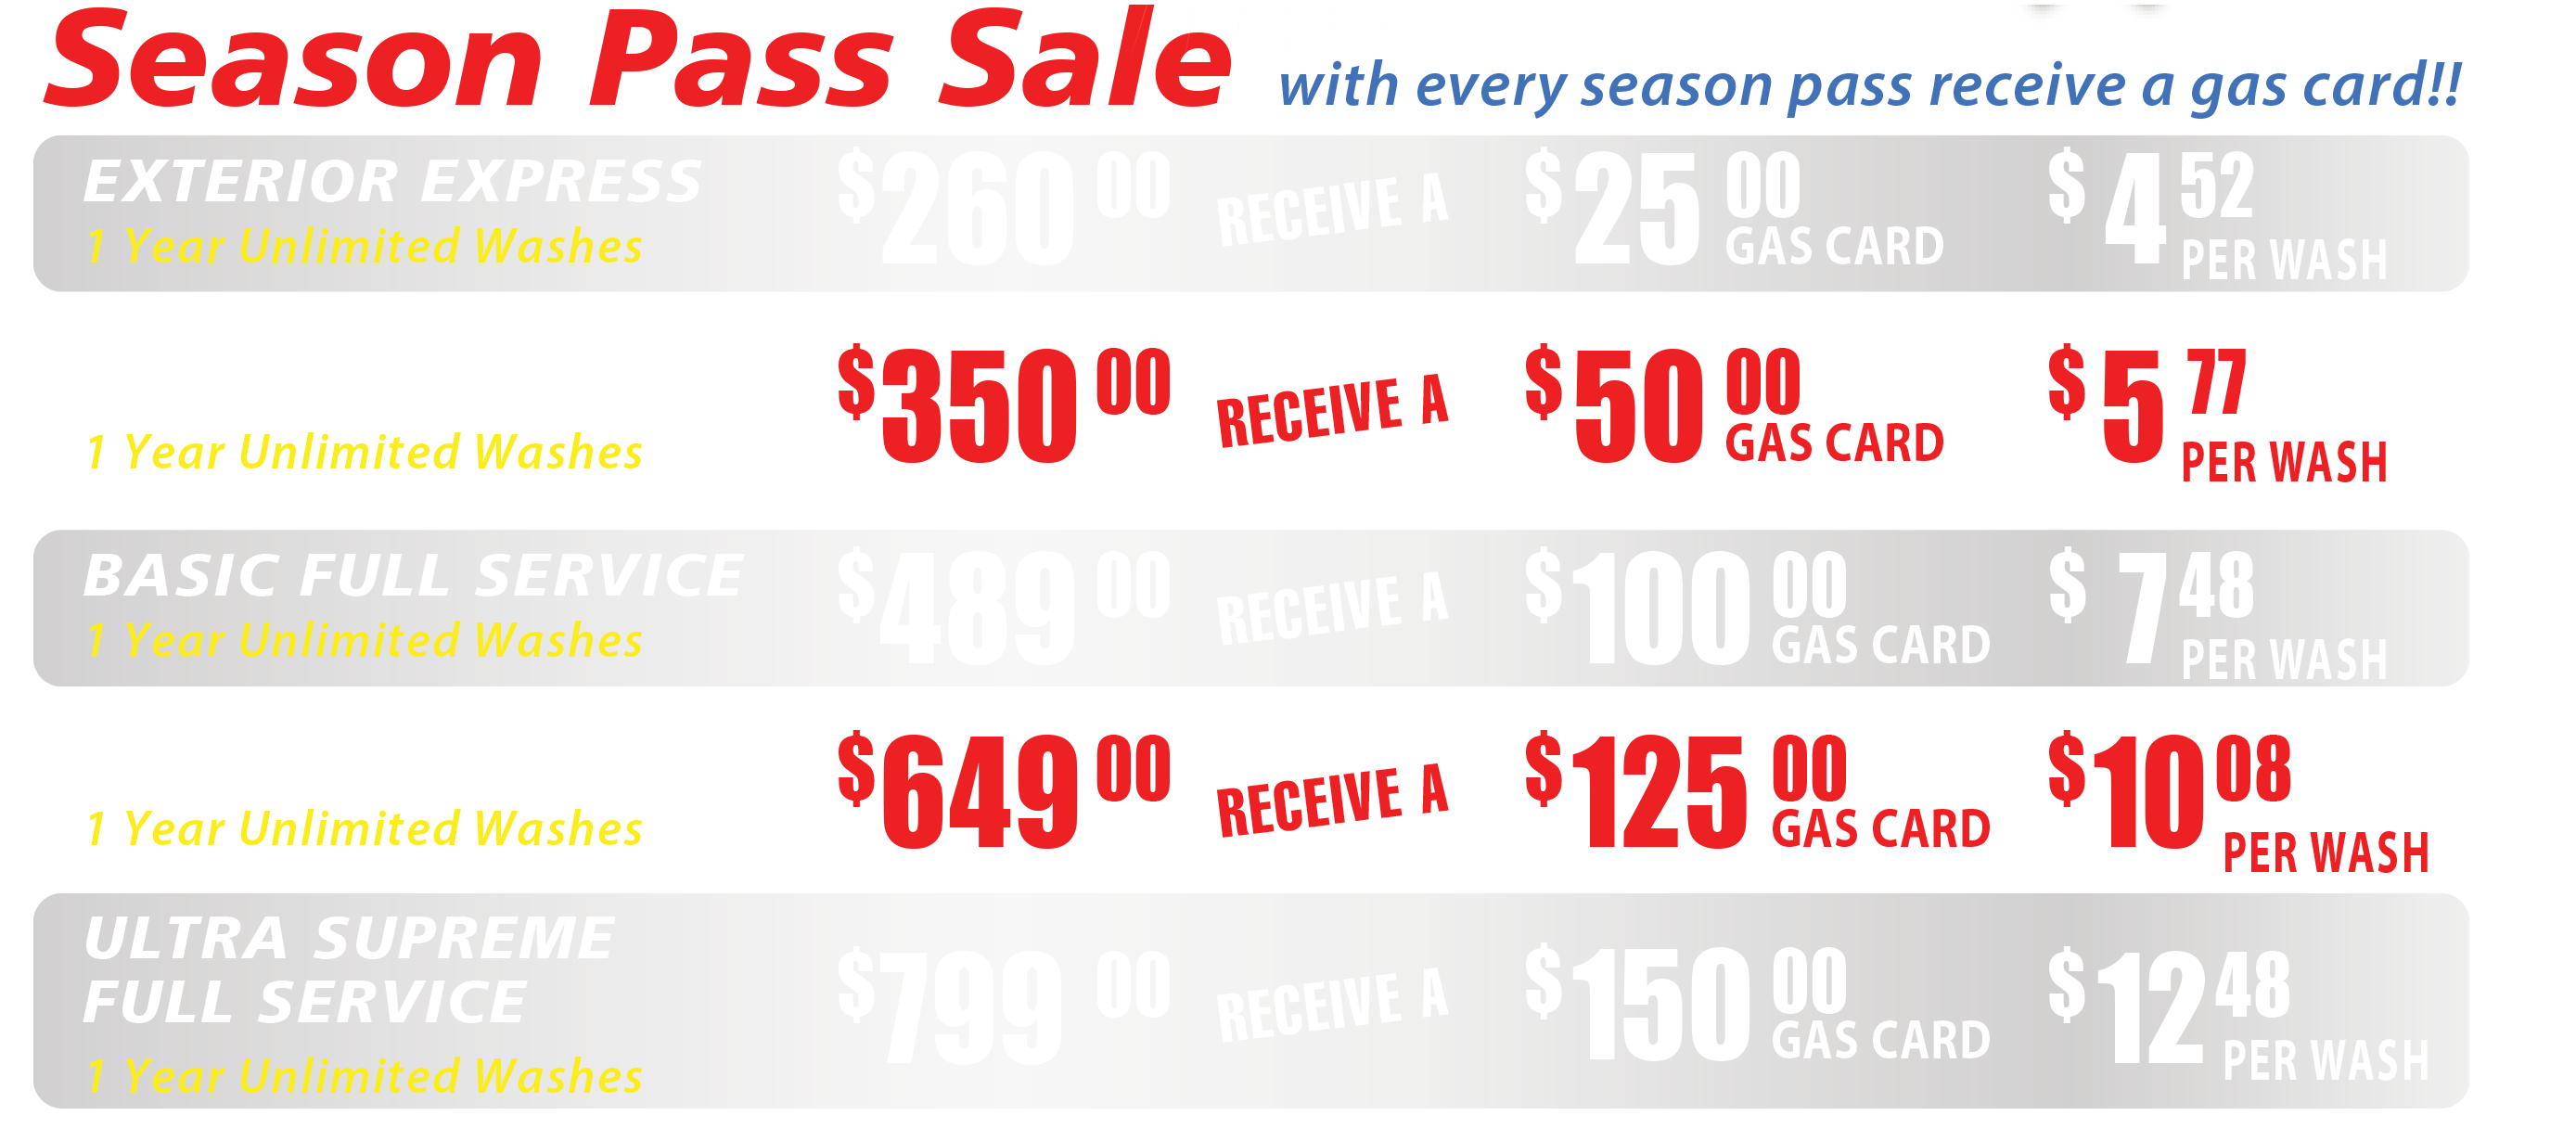 Season Pass Sale with every season pass receive a gas card!!
EXTERIOR EXPRESS $260 00 RECEIVE A $25 00 GAS CARD $4 52 PER WASH
1 Year Unlimited Washes
$350 00 RECEIVE A $50 00 GAS CARD $5 77 PER WASH
1 Year Unlimited Washes
BASIC FULL SERVICE $489 00 RECEIVE A $100 00 GAS CARD $7 48 PER WASH
1 Year Unlimited Washes
$649 00 RECEIVE A $125 00 GAS CARD $10 08 PER WASH
1 Year Unlimited Washes
ULTRA SUPREME
FULL SERVICE $799 00 RECEIVE A $150 00 GAS CARD $12 48 PER WASH
1 Year Unlimited Washes